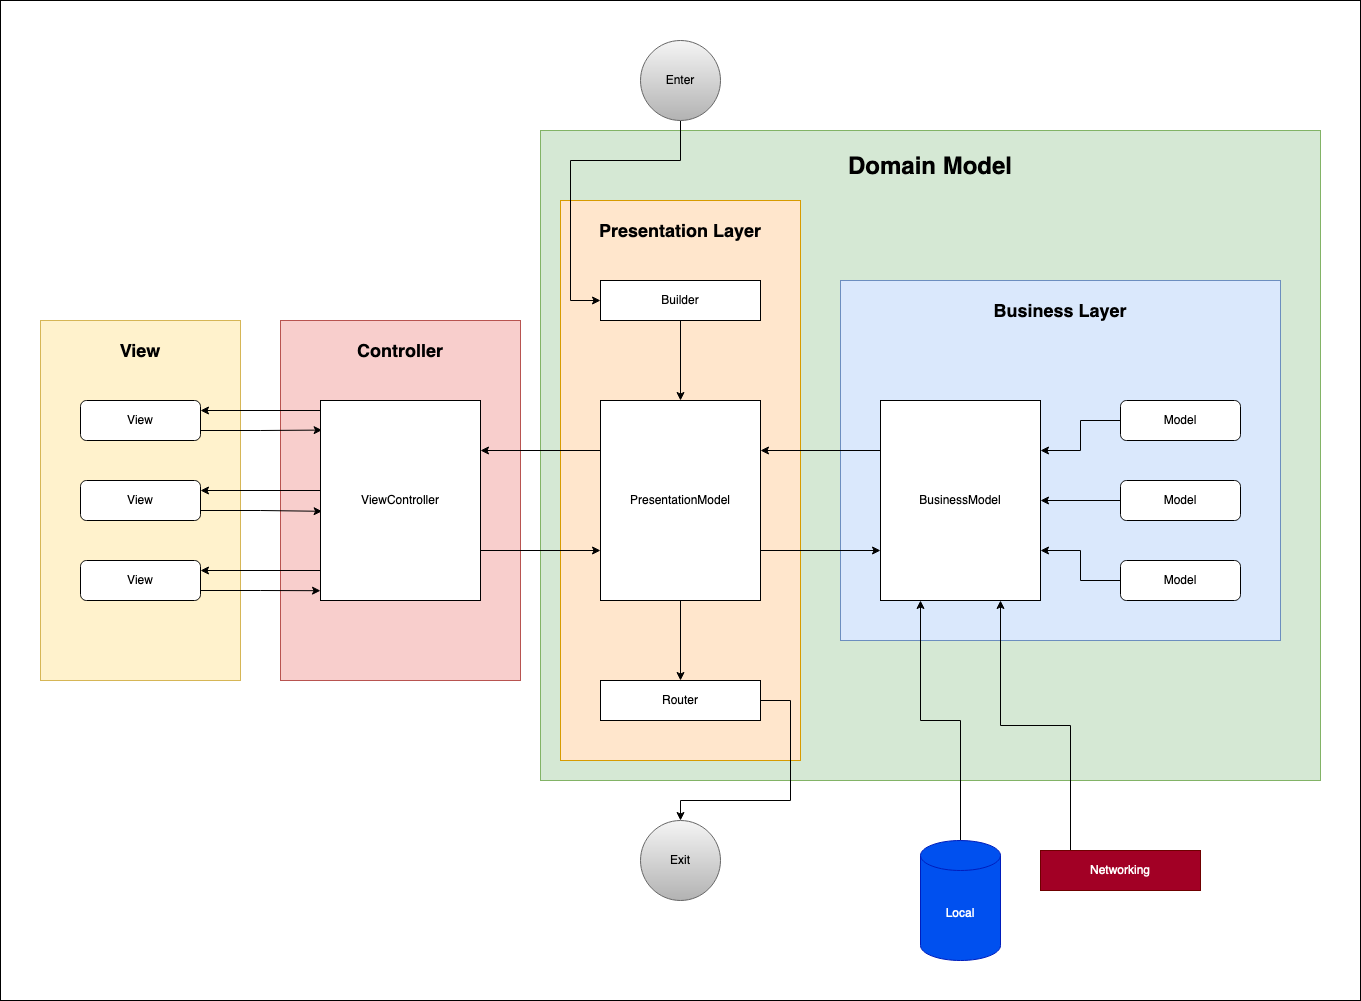 Enter
Domain Model
Presentation Layer
Builder
Business Layer
View
Controller
View
View
View
ViewController
PresentationModel
BusinessModel
Model
Model
Model
Router
Exit
Local
Networking